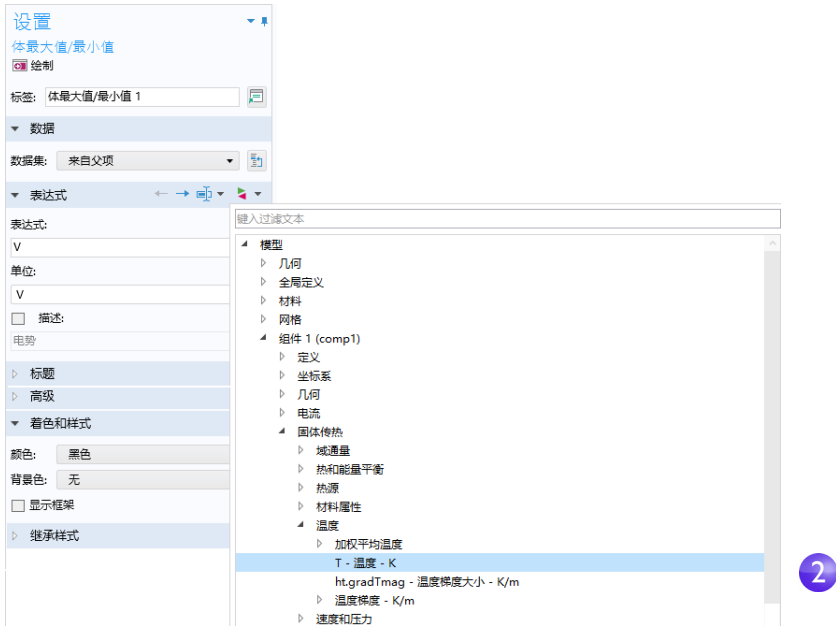 设置
体最大值/最小值
绘制
标签: 体最大值/最小值 1
数据
数据集: 来自父项
表达式
表达式:
V
单位:
V
描述:
电势
标题
高级
着色和样式
颜色: 黑色
背景色: 无
显示框架
继承样式
键入过滤文本
模型
几何
全局定义
材料
网格
组件 1 (comp1)
定义
坐标系
几何
电流
固体传热
域通量
热和能量平衡
热源
材料属性
温度
加权平均温度
T - 温度 - K
ht.gradTmag - 温度梯度大小 - K/m
温度梯度 - K/m
速度和压力
2